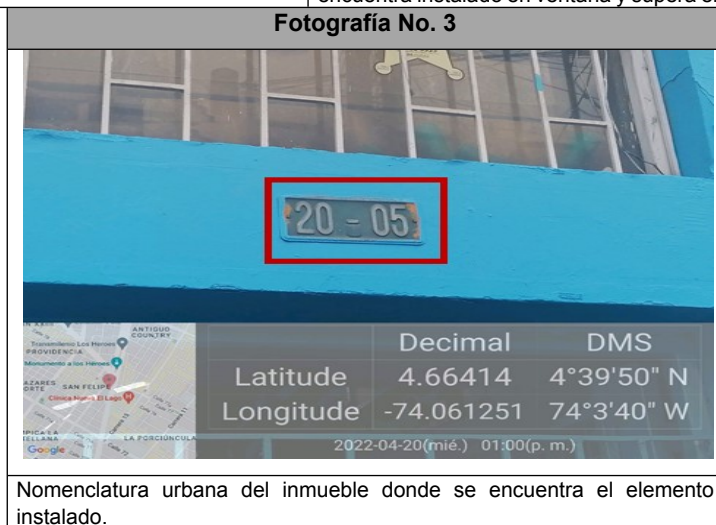 Fotografía No. 3
20 - 05
ANTIGUO
COUNTRY
Transmilenio Los Heroes
PROVIDENCIA
Monumento a los Héroes
SAN FELIPE
Clínica Nueva El Lago
LA PORCIÚNCULA
Google
Decimal DMS
Latitude 4.66414 4°39'50" N
Longitude -74.061251 74°3'40" W
2022-04-20(mié.) 01:00(p. m.)
Nomenclatura urbana del inmueble donde se encuentra el elemento
instalado.